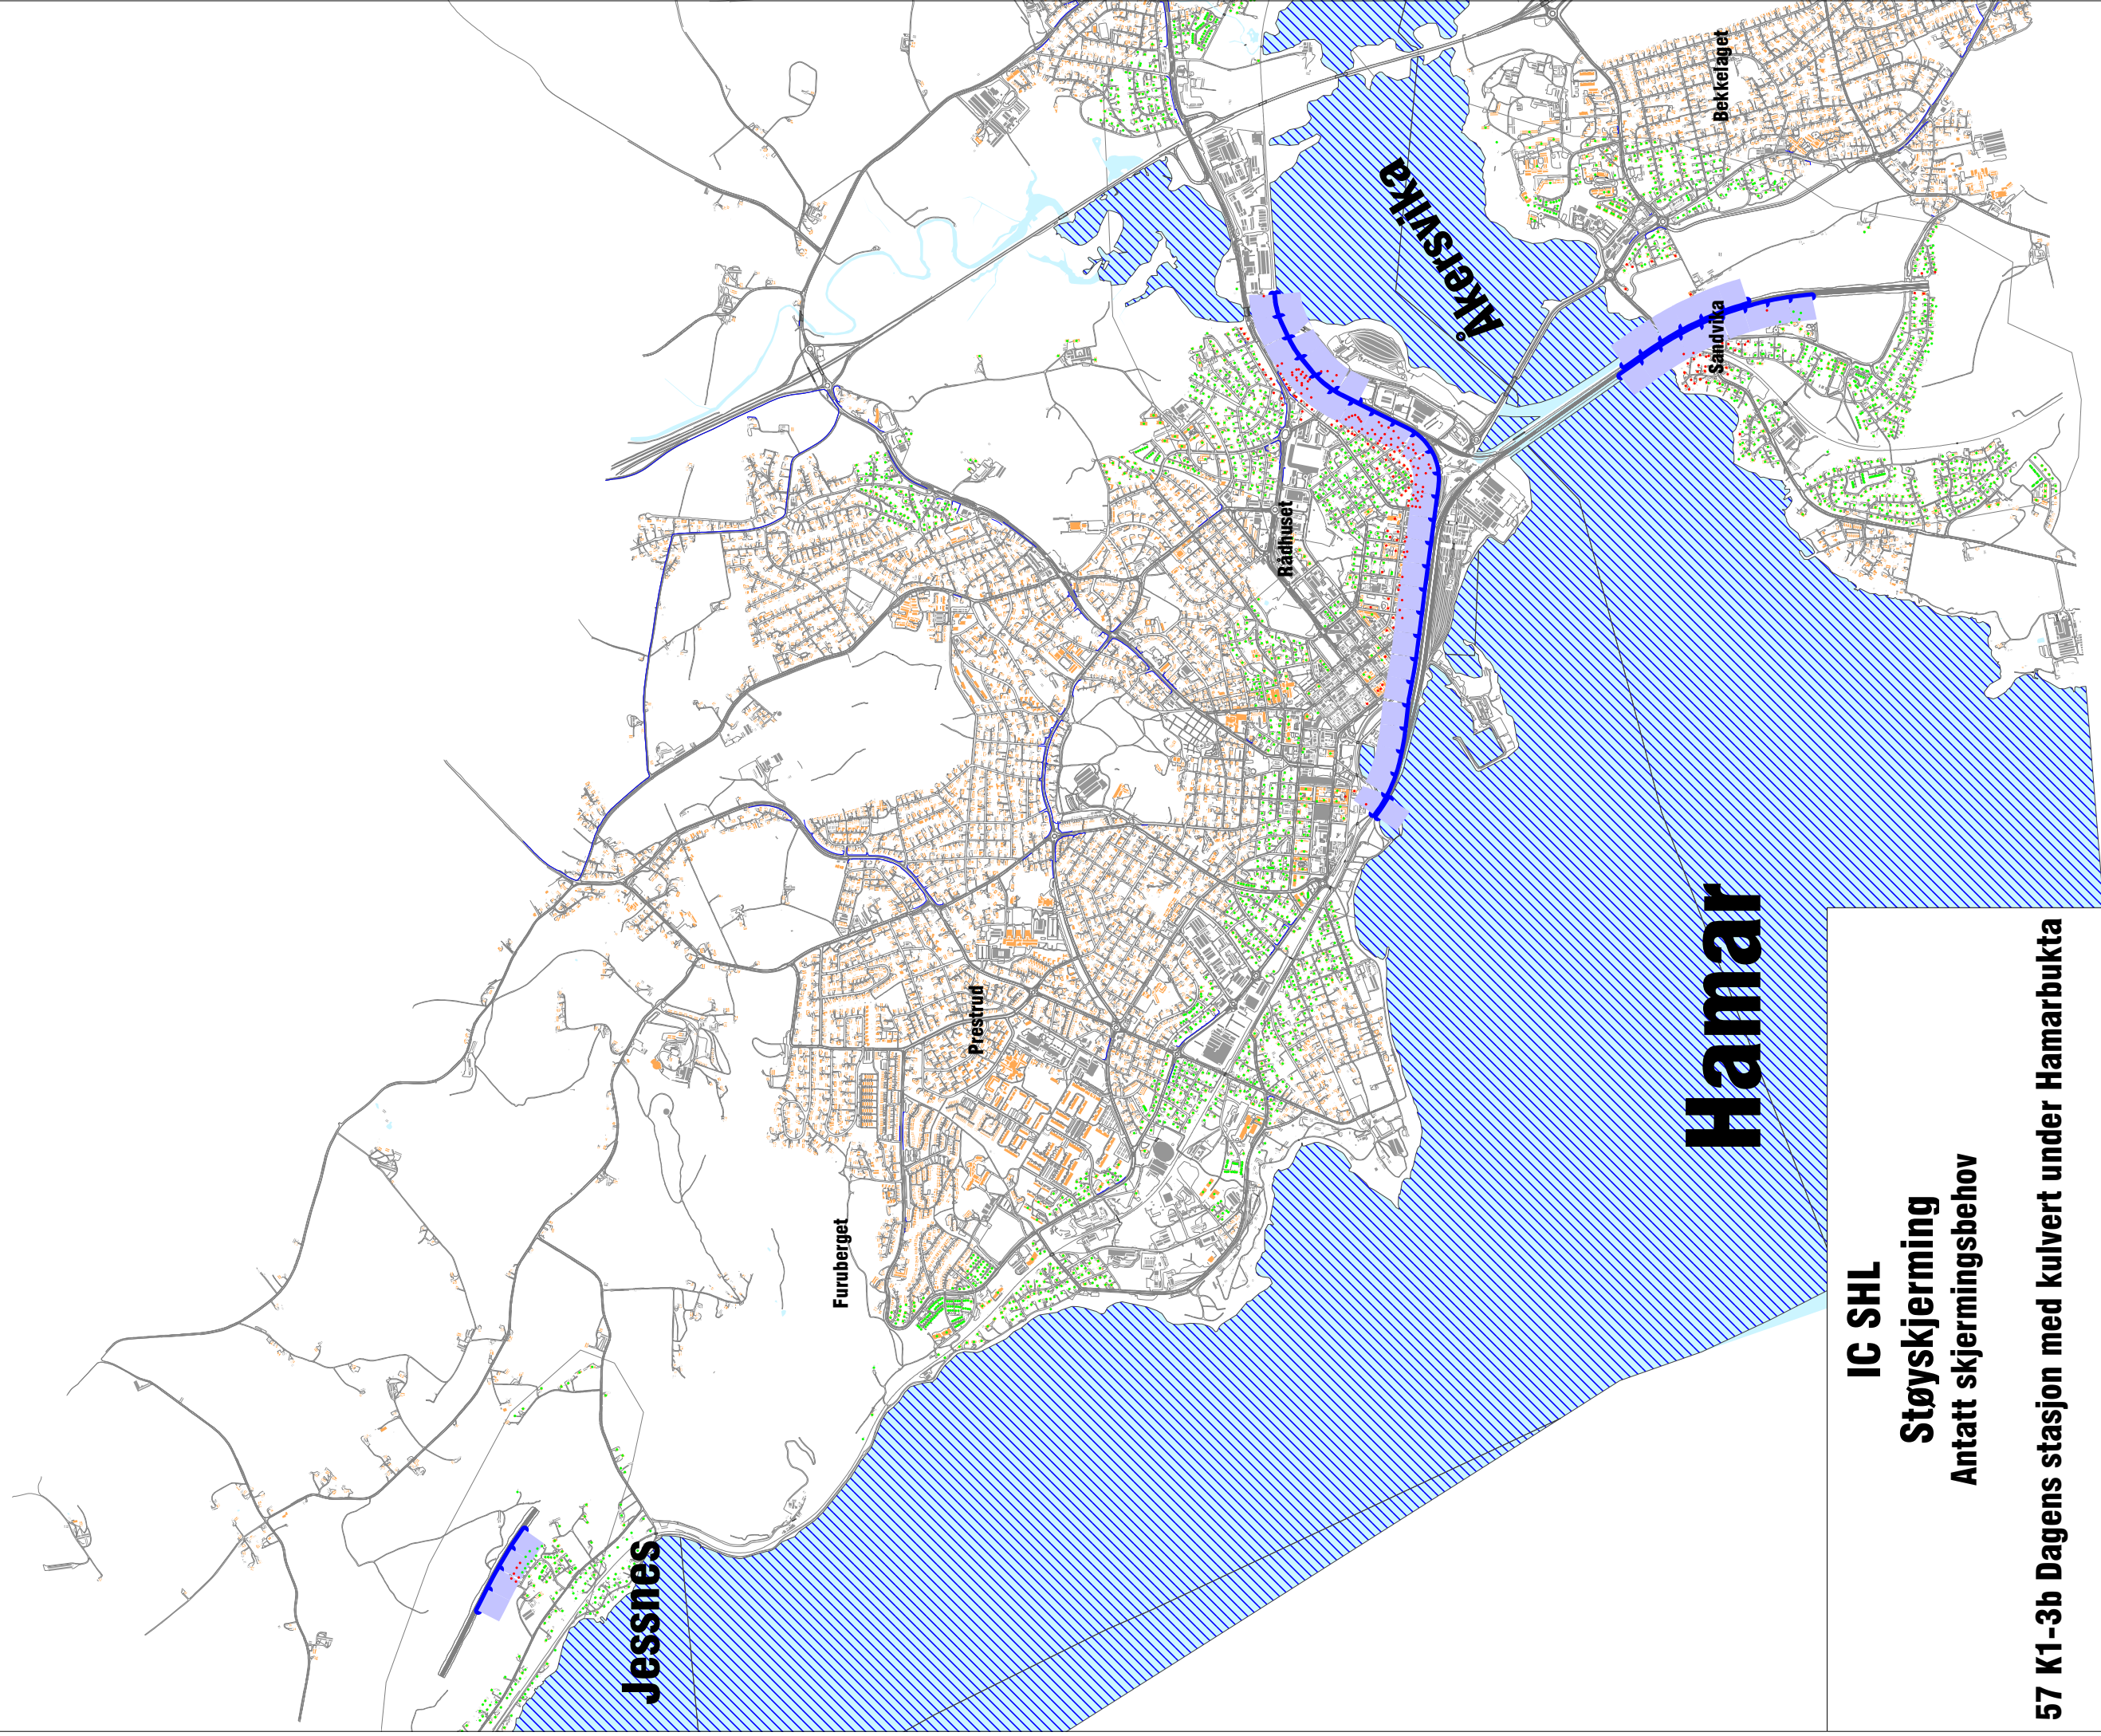 Jessnes
Furuberget
Prestrud
Rådhuset
Åkersvika
Sandvika
Bekkelaget
Hamar
IC SHL
Støyskjerming
Antatt skjermingsbehov
57 K1-3b Dagens stasjon med kulvert under Hamarbukta